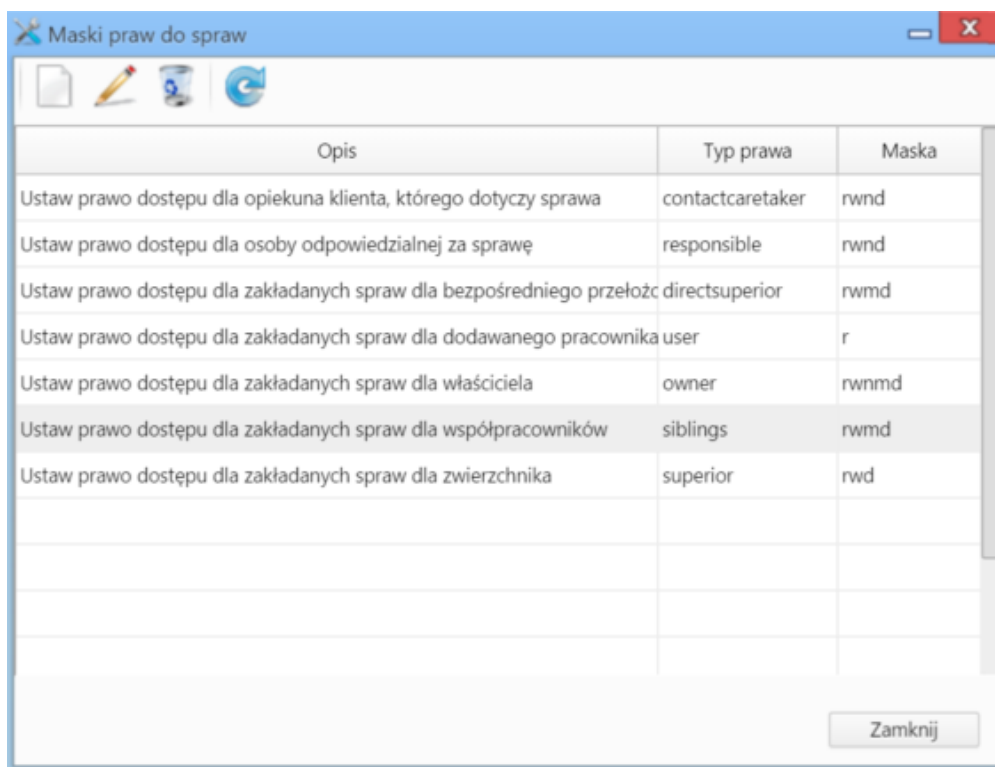 Maski praw do spraw
Opis Typ prawa Maska
Ustaw prawo dostępu dla opiekuna klienta, którego dotyczy sprawa contactcaretaker rwnd
Ustaw prawo dostępu dla osoby odpowiedzialnej za sprawę responsible rwnd
Ustaw prawo dostępu dla zakładanych spraw dla bezpośredniego przełożc directsuperior rwmd
Ustaw prawo dostępu dla zakładanych spraw dla dodawanego pracownika user r
Ustaw prawo dostępu dla zakładanych spraw dla właściciela owner rwnmd
Ustaw prawo dostępu dla zakładanych spraw dla współpracowników siblings rwmd
Ustaw prawo dostępu dla zakładanych spraw dla zwierzchnika superior rwd
Zamknij